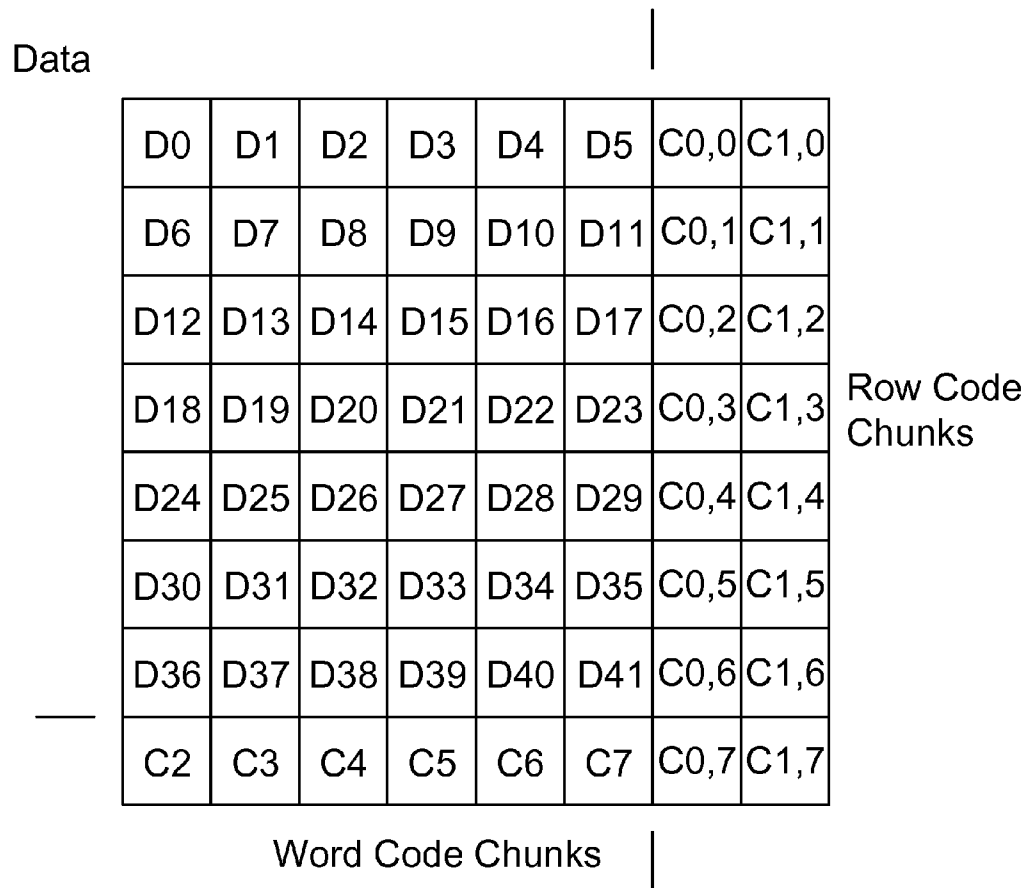 Data
D0 D1 D2 D3 D4 D5 C0,0 C1,0
D6 D7 D8 D9 D10 D11 C0,1 C1,1
D12 D13 D14 D15 D16 D17 C0,2 C1,2
D18 D19 D20 D21 D22 D23 C0,3 C1,3
Row Code
Chunks
D24 D25 D26 D27 D28 D29 C0,4 C1,4
D30 D31 D32 D33 D34 D35 C0,5 C1,5
D36 D37 D38 D39 D40 D41 C0,6 C1,6
C2 C3 C4 C5 C6 C7 C0,7 C1,7
Word Code Chunks